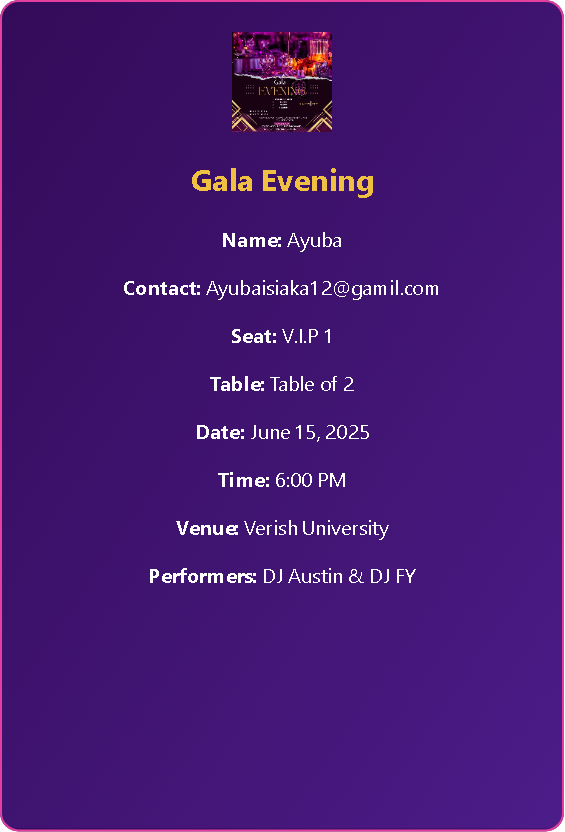 Gala
EVENING
Gala Evening
Name: Ayuba
Contact: Ayubaisiaka12@gamil.com
Seat: V.I.P 1
Table: Table of 2
Date: June 15, 2025
Time: 6:00 PM
Venue: Verish University
Performers: DJ Austin & DJ FY